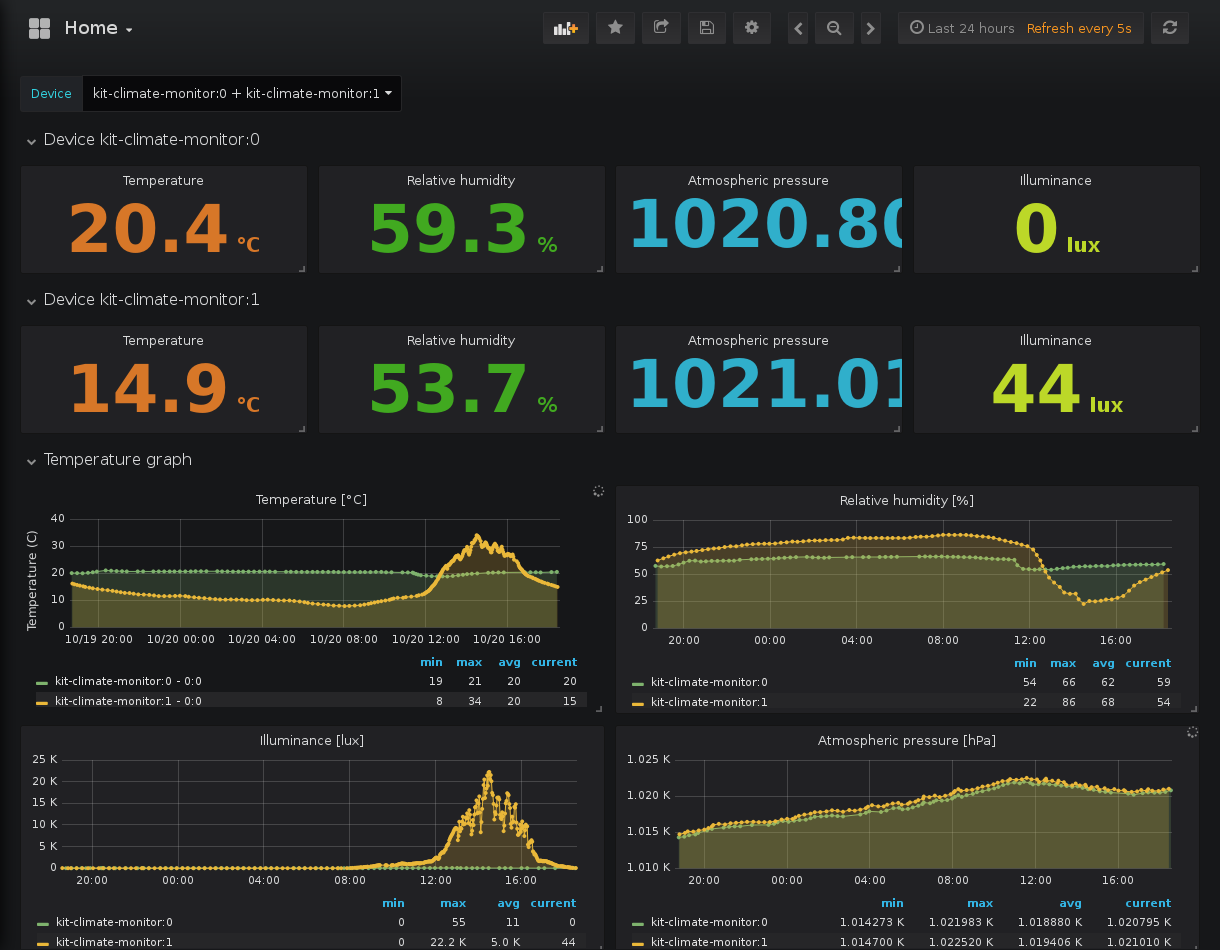 Home
Last 24 hours Refresh every 5s
Device kit-climate-monitor:0 + kit-climate-monitor:1
Device kit-climate-monitor:0
Temperature Relative humidity Atmospheric pressure Illuminance
20.4 °C 59.3 % 1020.80 0 lux
Device kit-climate-monitor:1
Temperature Relative humidity Atmospheric pressure Illuminance
14.9 °C 53.7 % 1021.01 44 lux
Temperature graph
Temperature [°C]
Temperature (C)
40
30
20
10
0
10/19 20:00 10/20 00:00 10/20 04:00 10/20 08:00 10/20 12:00 10/20 16:00
min max avg current
kit-climate-monitor:0 - 0:0 19 21 20 20
kit-climate-monitor:1 - 0:0 8 34 20 15
Relative humidity [%]
100
75
50
25
0
20:00 00:00 04:00 08:00 12:00 16:00
min max avg current
kit-climate-monitor:0 54 66 62 59
kit-climate-monitor:1 22 86 68 54
Illuminance [lux]
25 K
20 K
15 K
10 K
5 K
0
20:00 00:00 04:00 08:00 12:00 16:00
min max avg current
kit-climate-monitor:0 0 55 11 0
kit-climate-monitor:1 0 22.2 K 5.0 K 44
Atmospheric pressure [hPa]
1.025 K
1.020 K
1.015 K
1.010 K
20:00 00:00 04:00 08:00 12:00 16:00
min max avg current
kit-climate-monitor:0 1.014273 K 1.021983 K 1.018880 K 1.020795 K
kit-climate-monitor:1 1.014700 K 1.022520 K 1.019406 K 1.021010 K